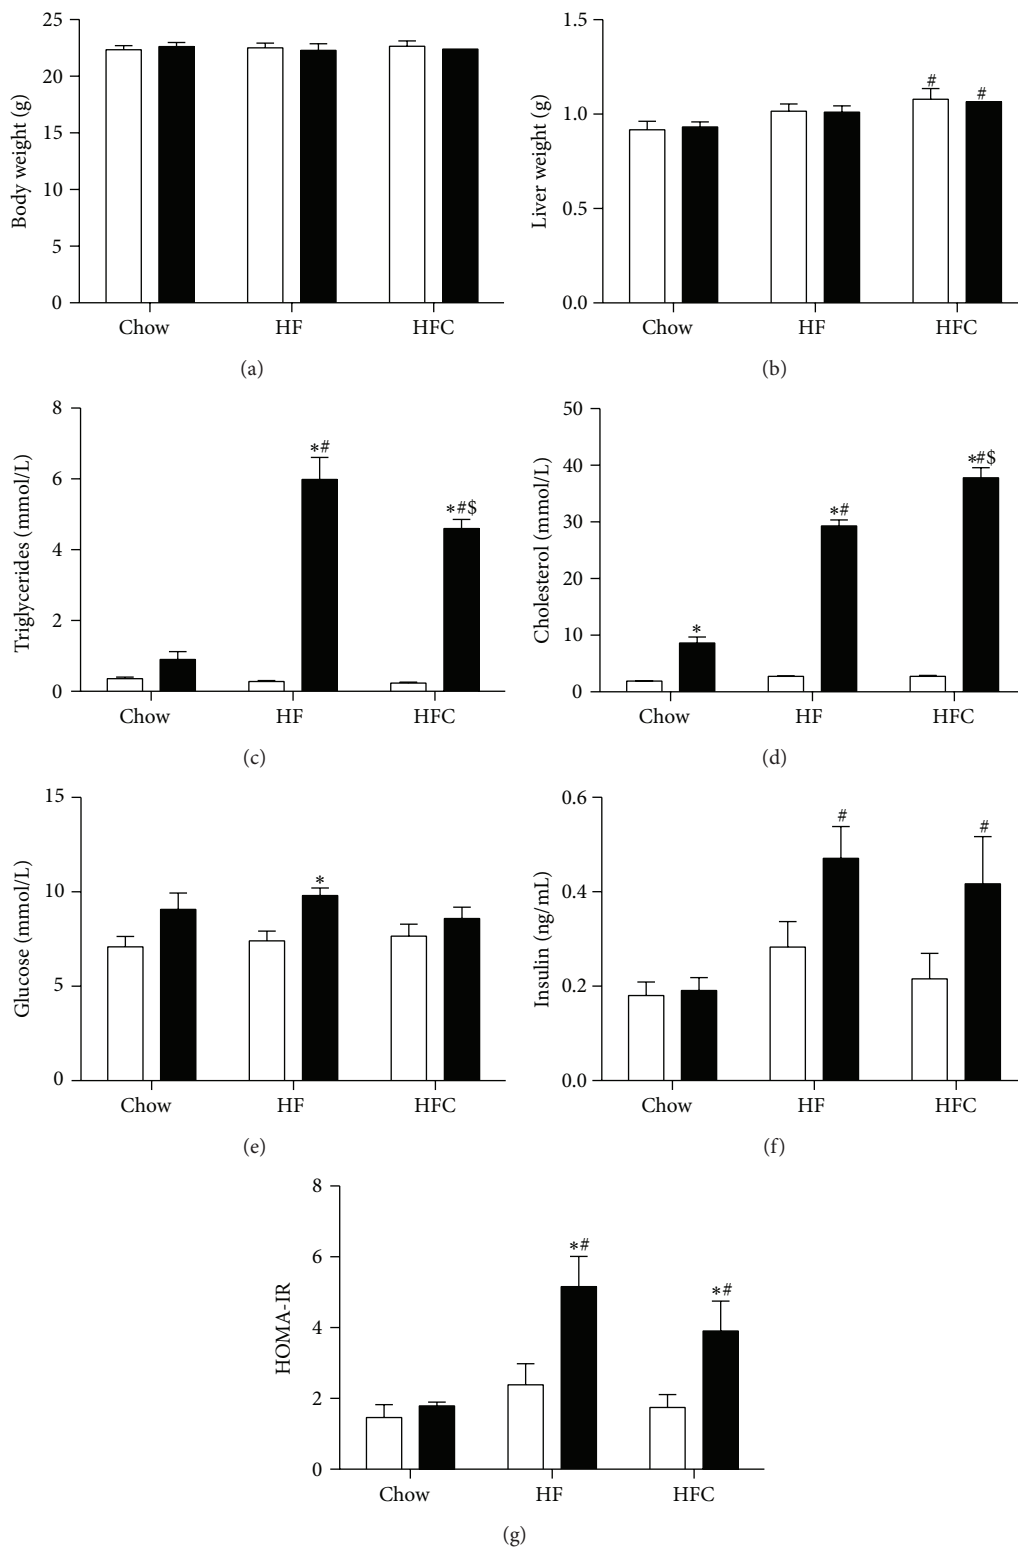 25
20
15
10
5
0
Body weight (g)
Chow HF HFC
(a)
1.5
1.0
0.5
0.0
Liver weight (g)
# #
Chow HF HFC
(b)
8
6
4
2
0
Triglycerides (mmol/L)
*# *#$
Chow HF HFC
(c)
50
40
30
20
10
0
Cholesterol (mmol/L)
* *# *#$
Chow HF HFC
(d)
15
10
5
0
Glucose (mmol/L)
*
Chow HF HFC
(e)
0.6
0.4
0.2
0.0
Insulin (ng/mL)
# #
Chow HF HFC
(f)
8
6
4
2
0
HOMA-IR
*# *#
Chow HF HFC
(g)